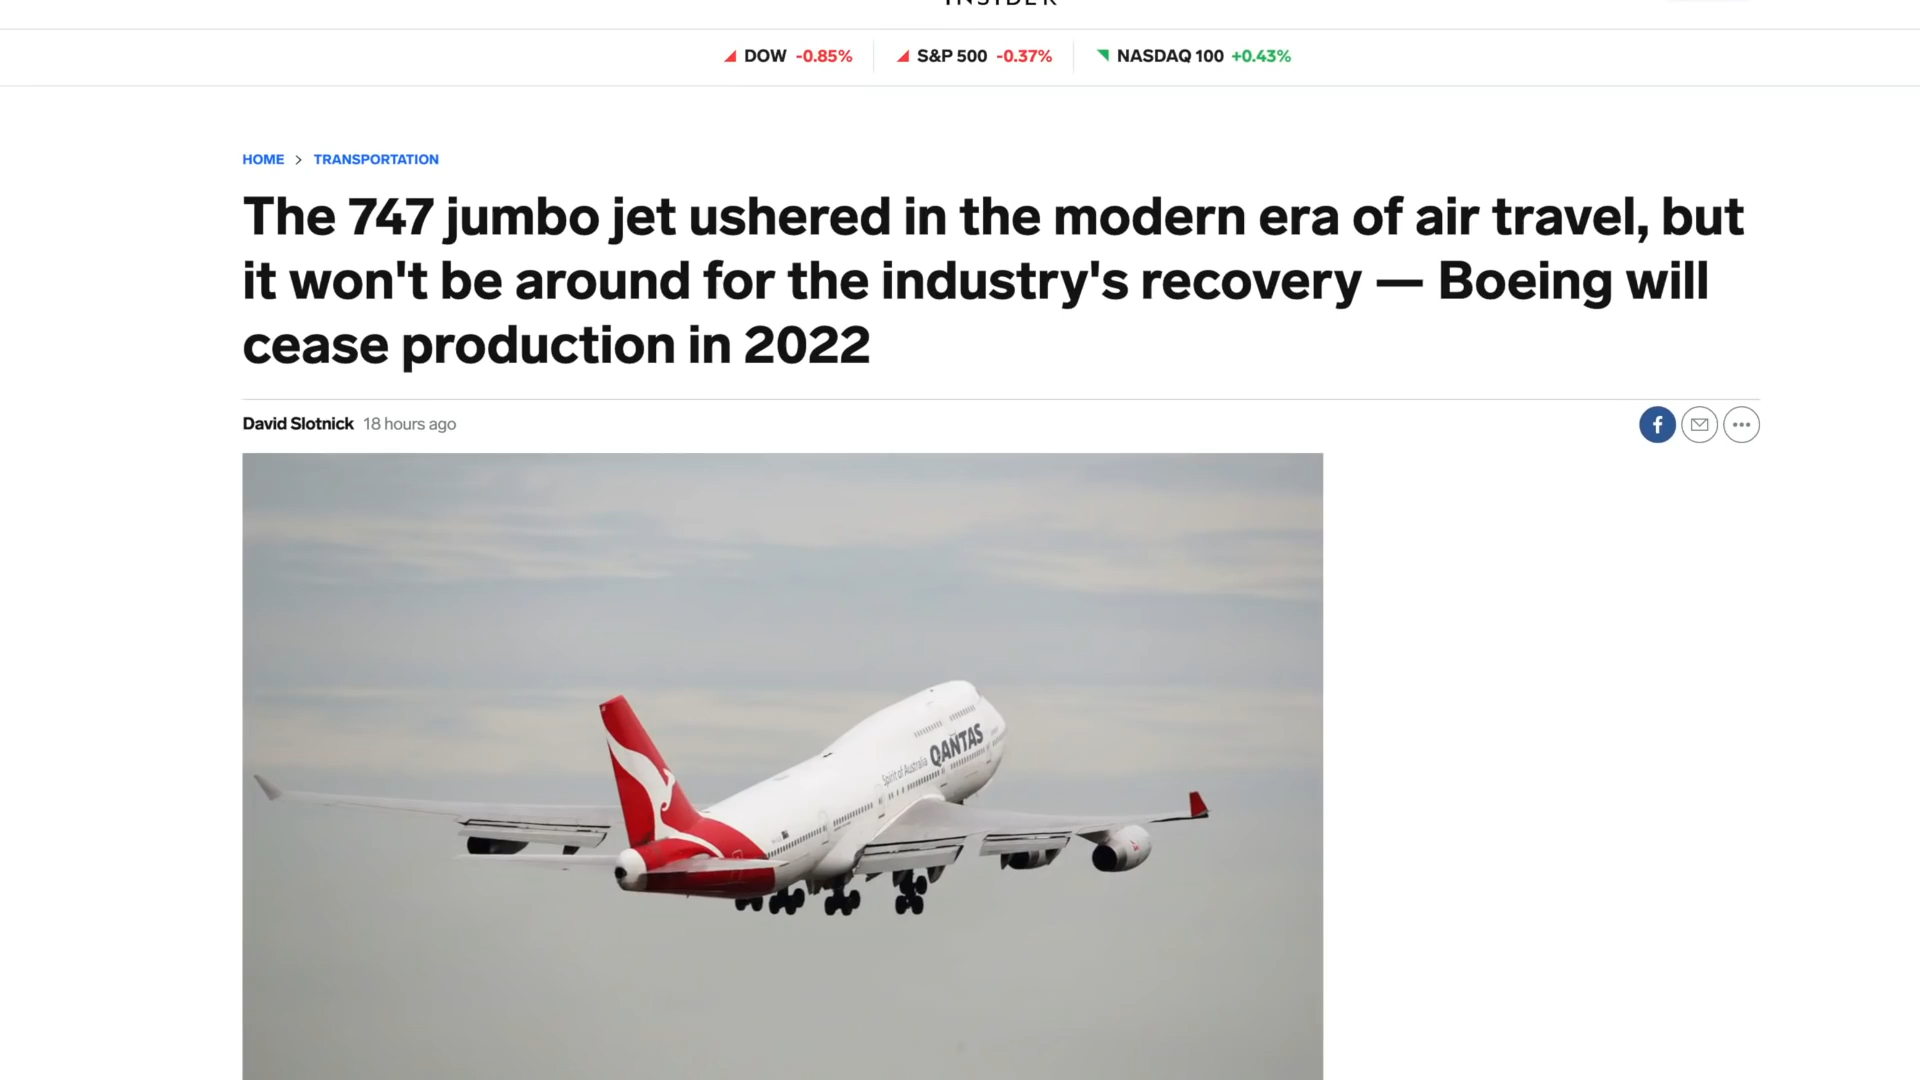 INSIDER
DOW -0.85% S&P 500 -0.37% NASDAQ 100 +0.43%
HOME > TRANSPORTATION
The 747 jumbo jet ushered in the modern era of air travel, but
it won't be around for the industry's recovery — Boeing will
cease production in 2022
David Slotnick 18 hours ago
QANTAS
Spirit of Australia